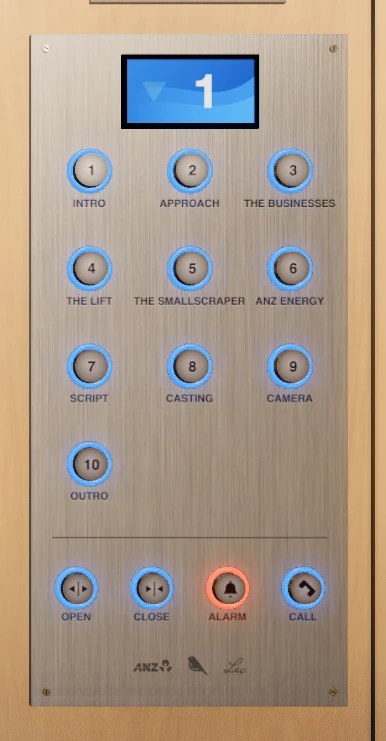 1
1 2 3
INTRO APPROACH THE BUSINESSES
4 5 6
THE LIFT THE SMALLSCRAPER ANZ ENERGY
7 8 9
SCRIPT CASTING CAMERA
10
OUTRO
OPEN CLOSE ALARM CALL
ANZ Leo